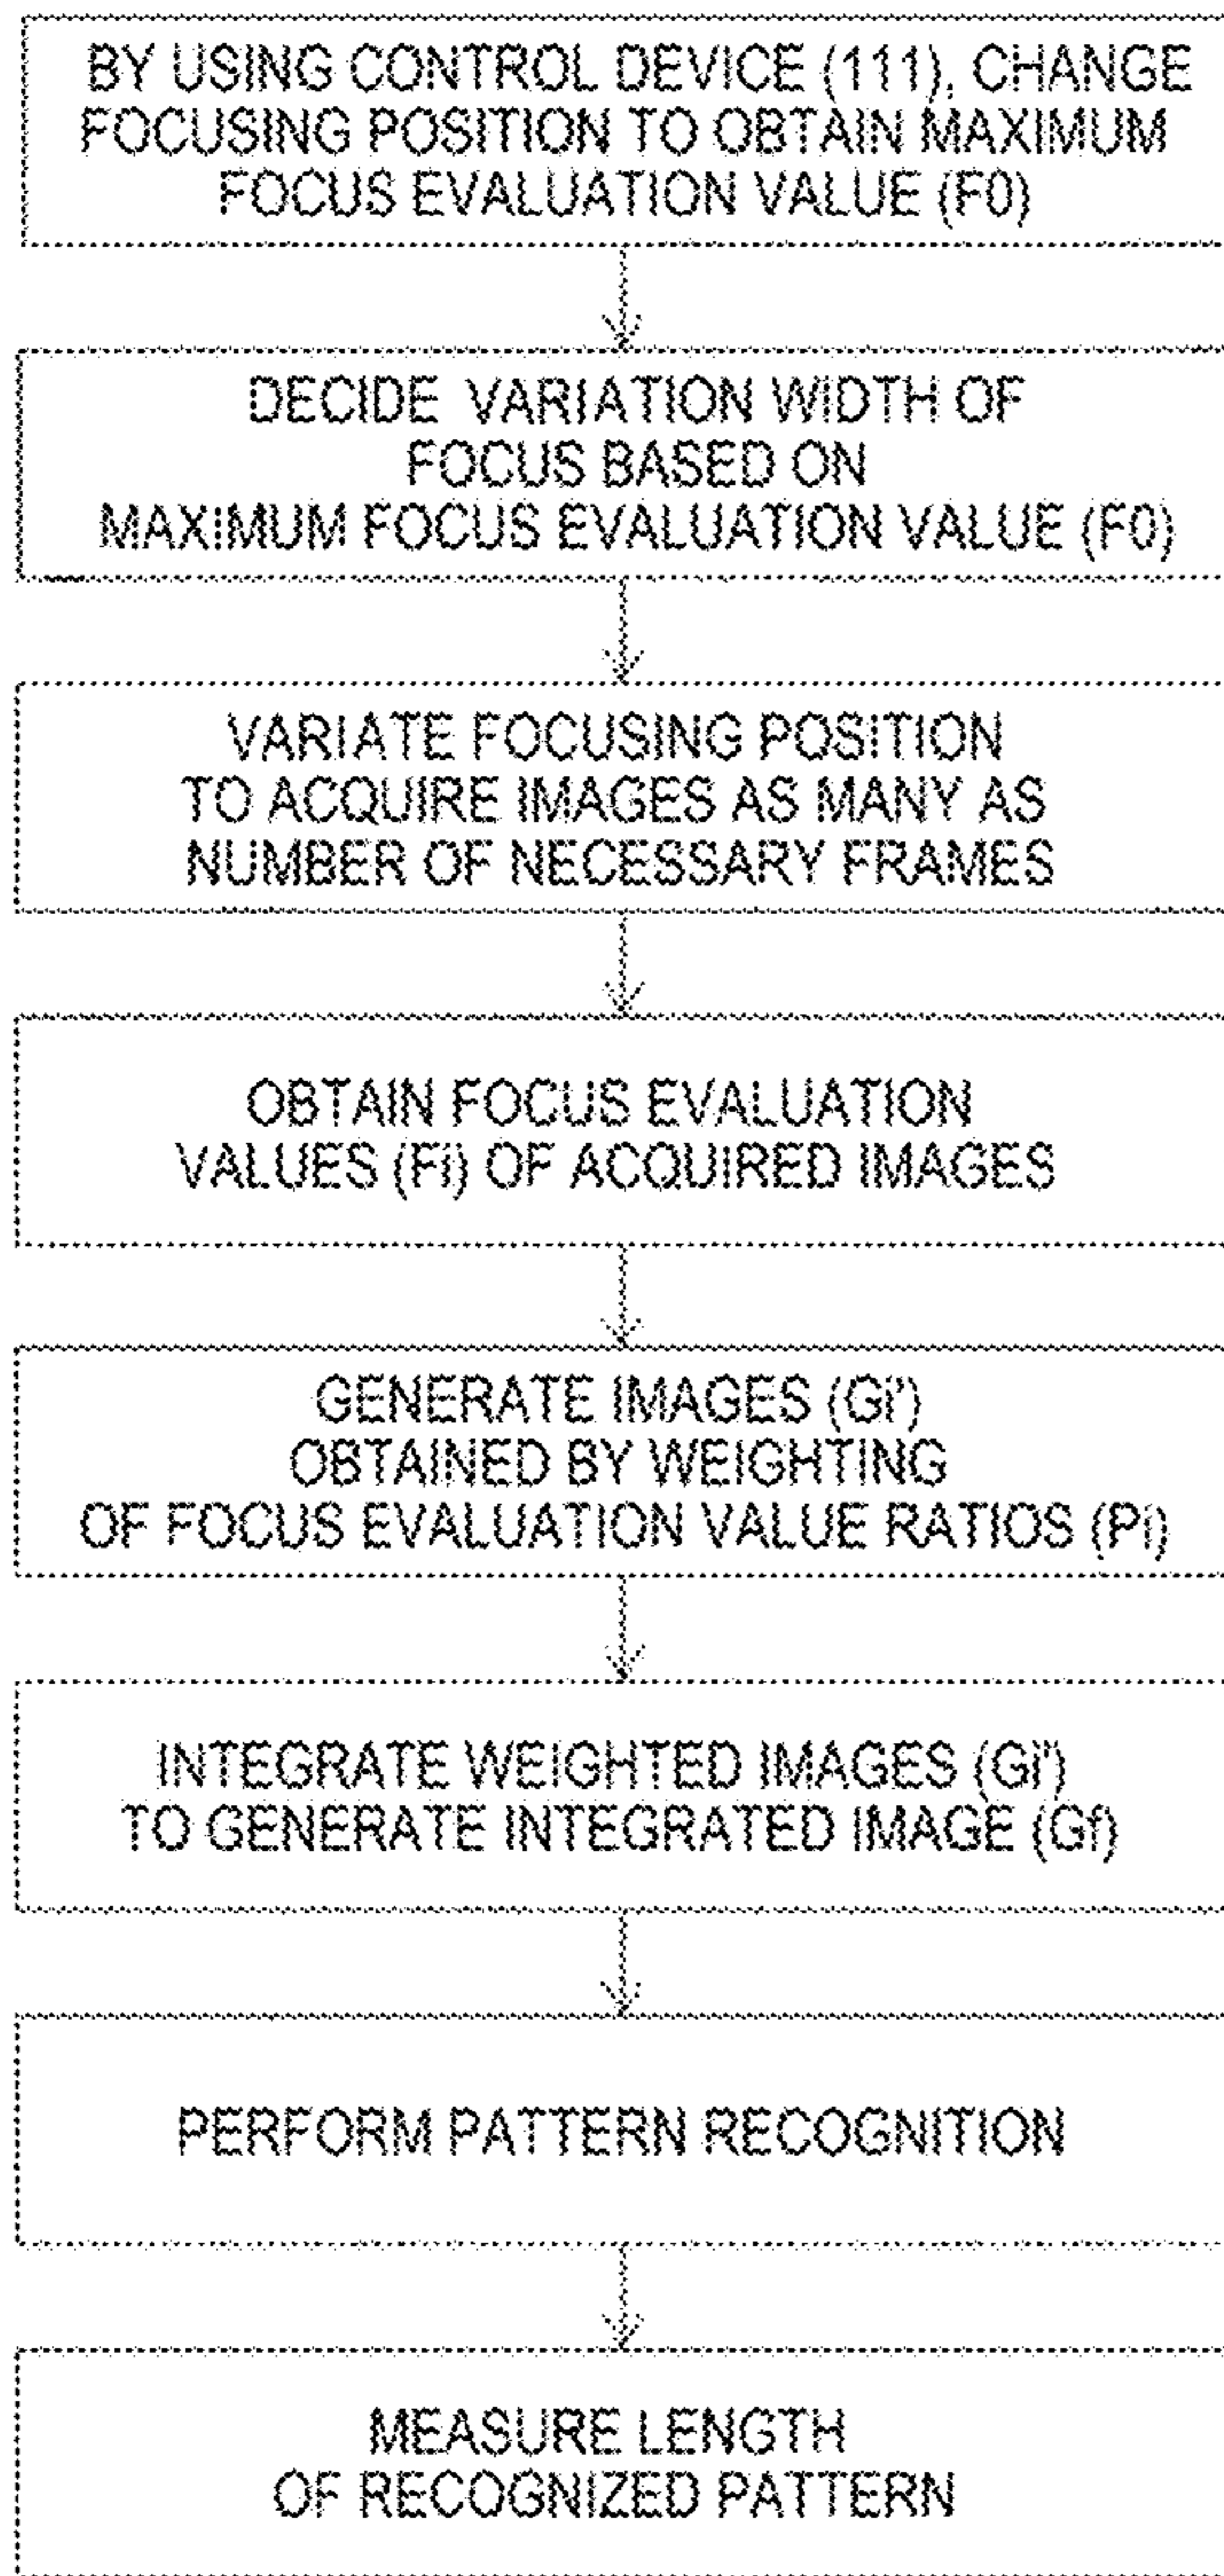 BY USING CONTROL DEVICE (111), CHANGE
FOCUSING POSITION TO OBTAIN MAXIMUM
FOCUS EVALUATION VALUE (F0)
DECIDE VARIATION WIDTH OF
FOCUS BASED ON
MAXIMUM FOCUS EVALUATION VALUE (F0)
VARIATE FOCUSING POSITION
TO ACQUIRE IMAGES AS MANY AS
NUMBER OF NECESSARY FRAMES
OBTAIN FOCUS EVALUATION
VALUES (Fi) OF ACQUIRED IMAGES
GENERATE IMAGES (Gi')
OBTAINED BY WEIGHTING
OF FOCUS EVALUATION VALUE RATIOS (Pi)
INTEGRATE WEIGHTED IMAGES (Gi')
TO GENERATE INTEGRATED IMAGE (Gf)
PERFORM PATTERN RECOGNITION
MEASURE LENGTH
OF RECOGNIZED PATTERN